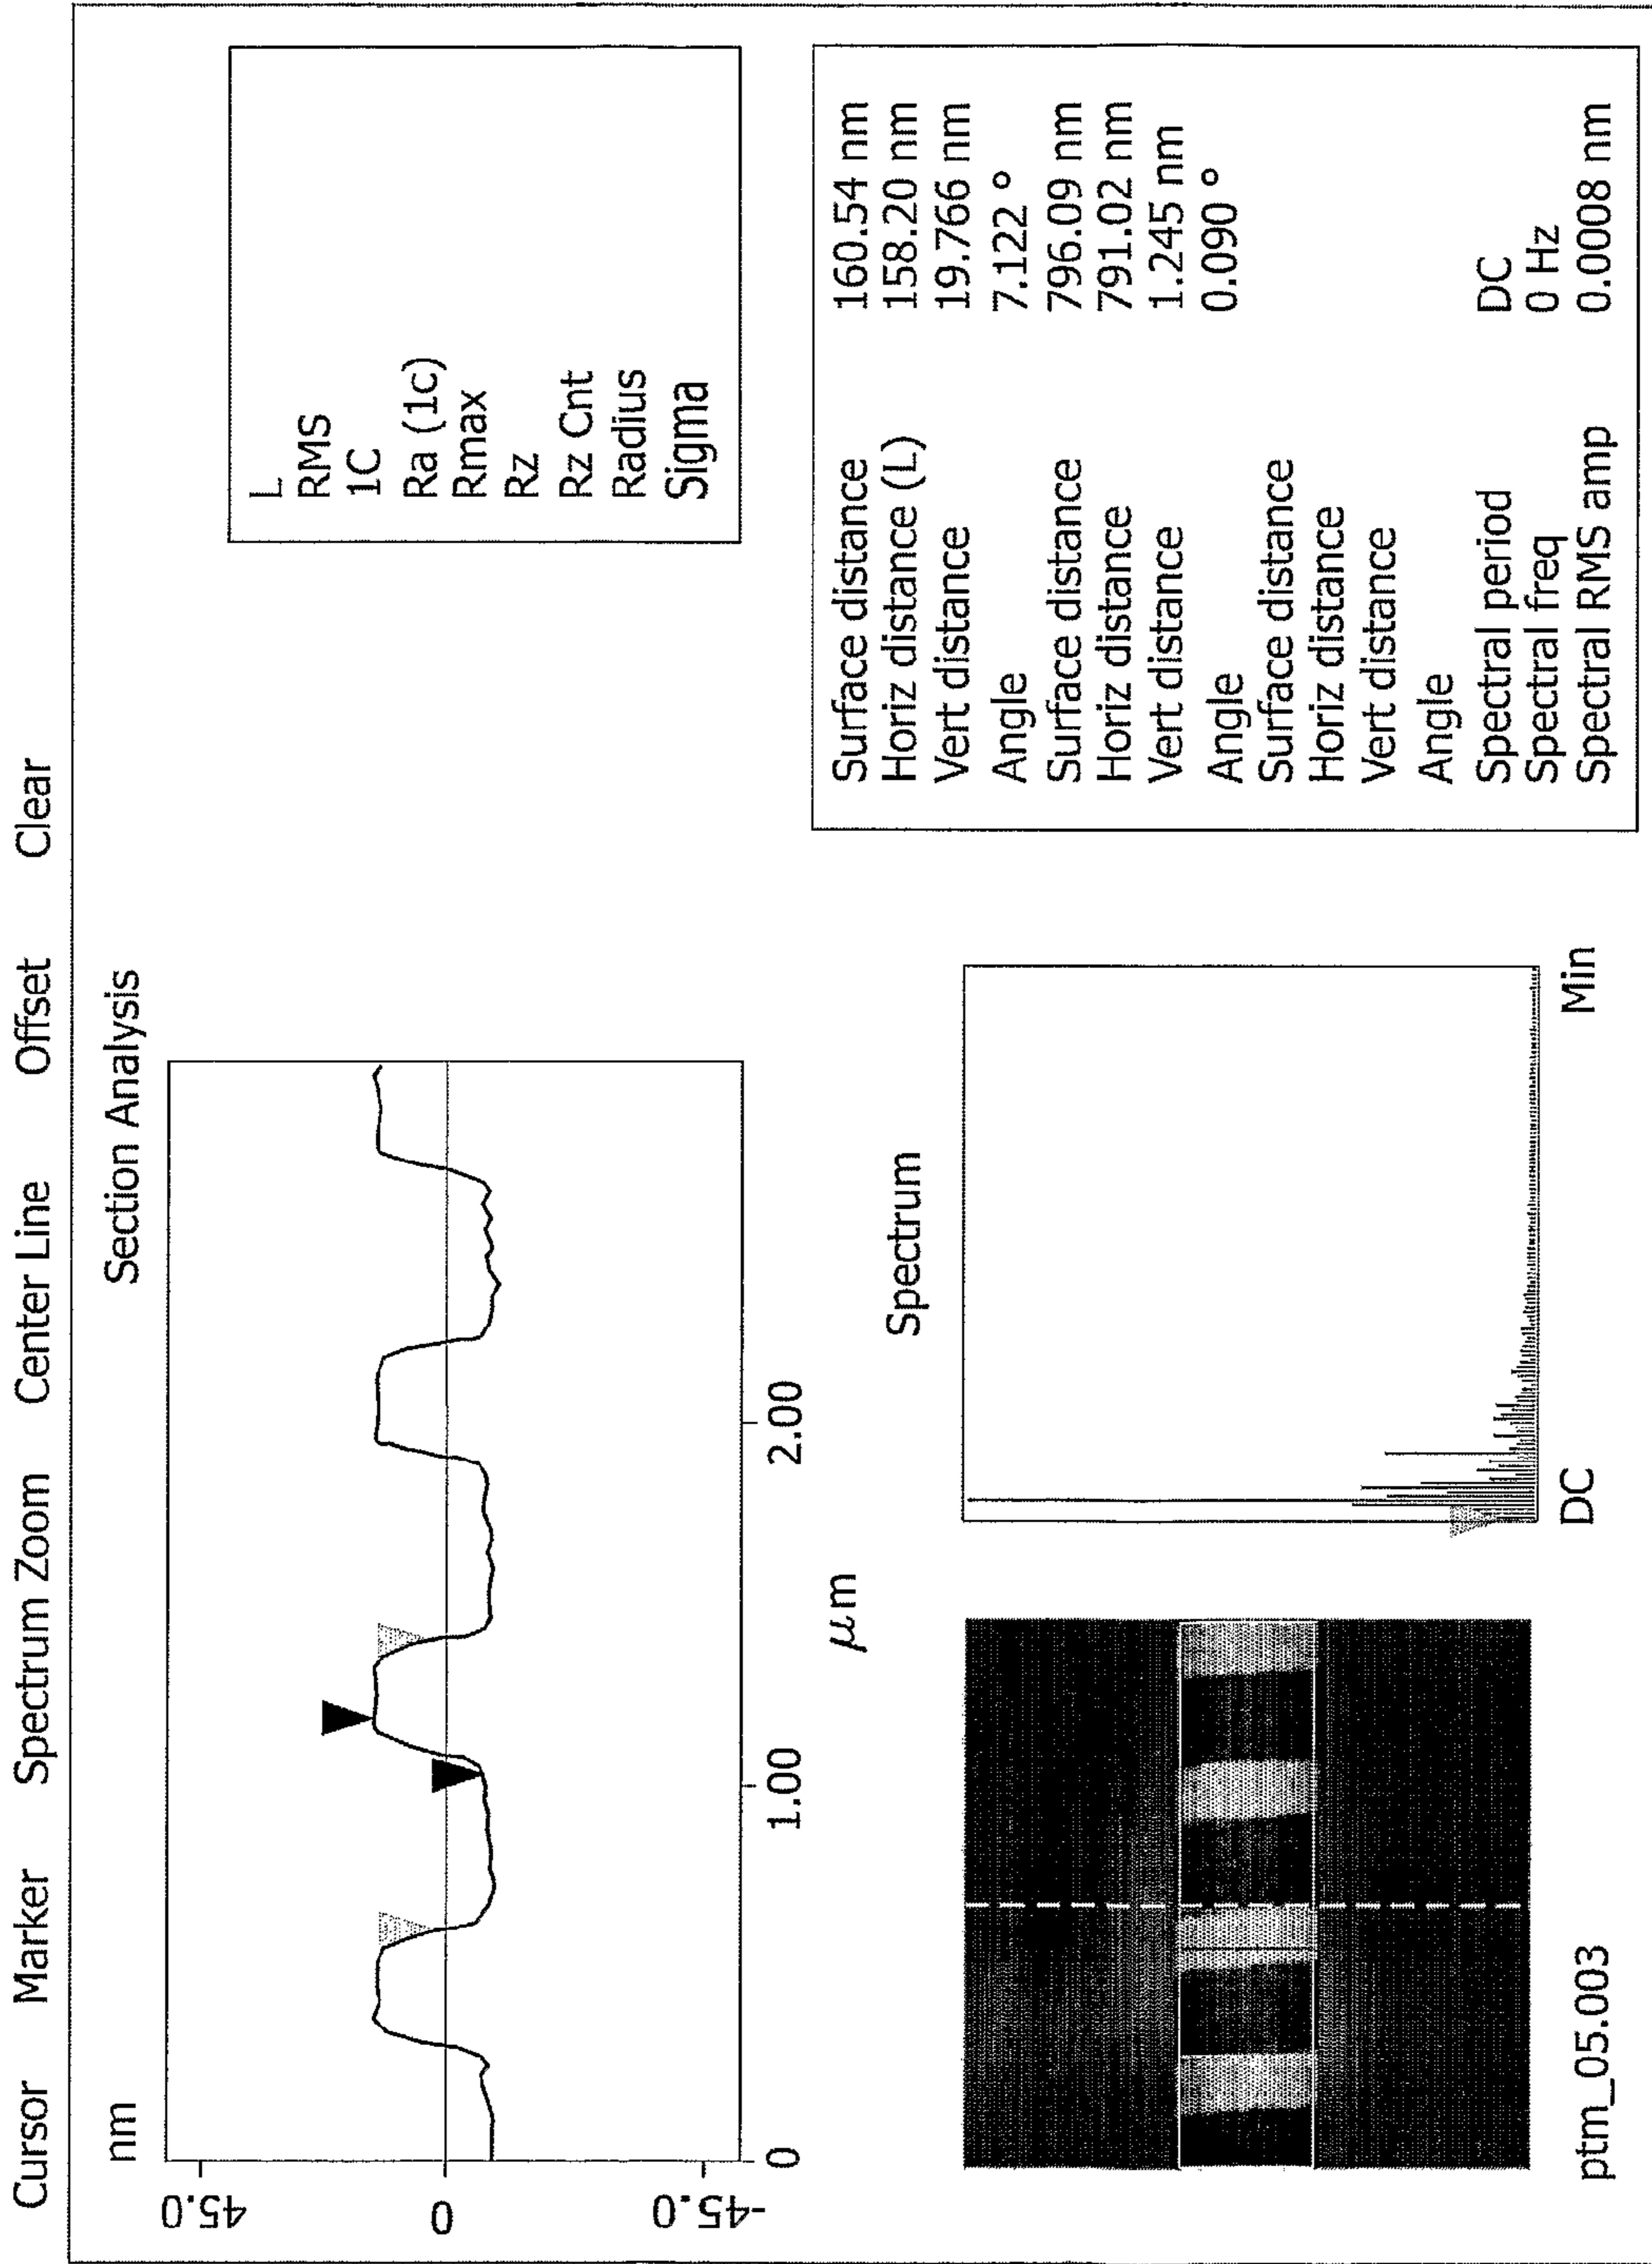 Cursor Marker Spectrum Zoom Center Line Offset Clear
Section Analysis
nm
45.0
0
-45.0
0 1.00 2.00
μm
L
RMS
1C
Ra (1c)
Rmax
Rz
Rz Cnt
Radius
Sigma
Spectrum
DC Min
ptm_05.003
Surface distance 160.54 nm
Horiz distance (L) 158.20 nm
Vert distance 19.766 nm
Angle 7.122 °
Surface distance 796.09 nm
Horiz distance 791.02 nm
Vert distance 1.245 nm
Angle 0.090 °
Surface distance
Horiz distance
Vert distance
Angle
Spectral period DC
Spectral freq 0 Hz
Spectral RMS amp 0.0008 nm